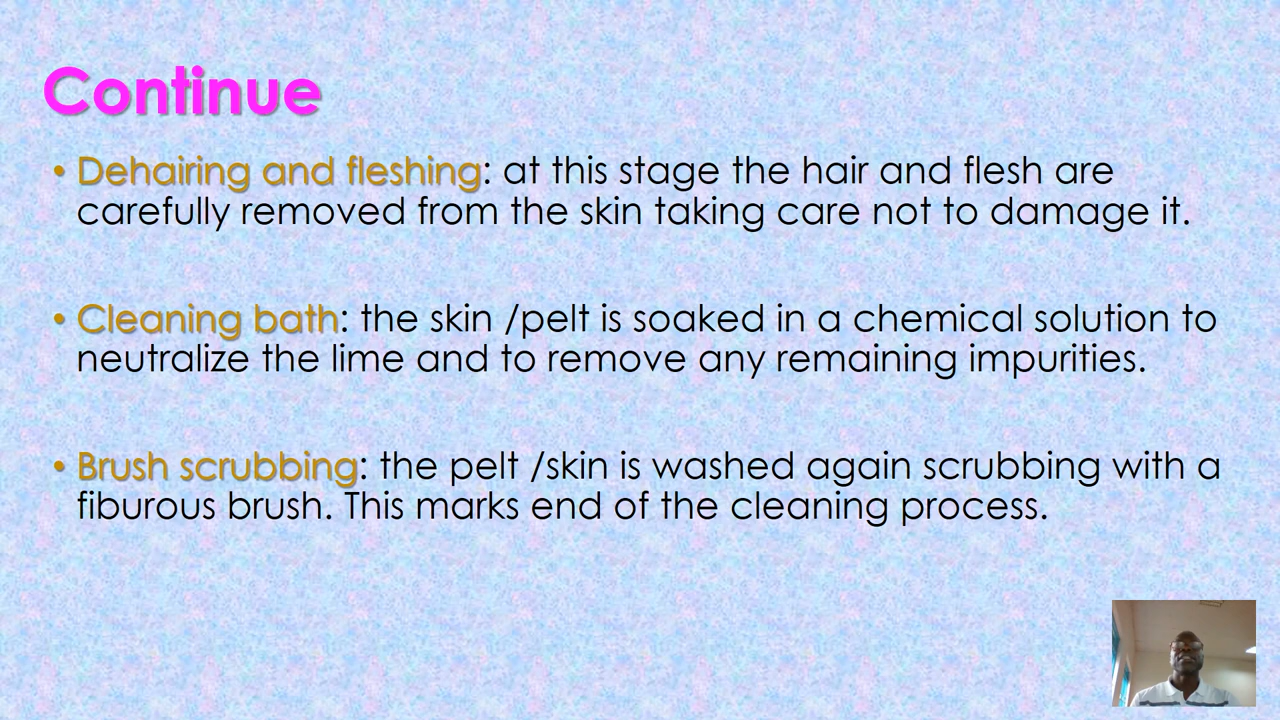 Continue
• Dehairing and fleshing: at this stage the hair and flesh are
carefully removed from the skin taking care not to damage it.
• Cleaning bath: the skin /pelt is soaked in a chemical solution to
neutralize the lime and to remove any remaining impurities.
• Brush scrubbing: the pelt /skin is washed again scrubbing with a
fiburous brush. This marks end of the cleaning process.